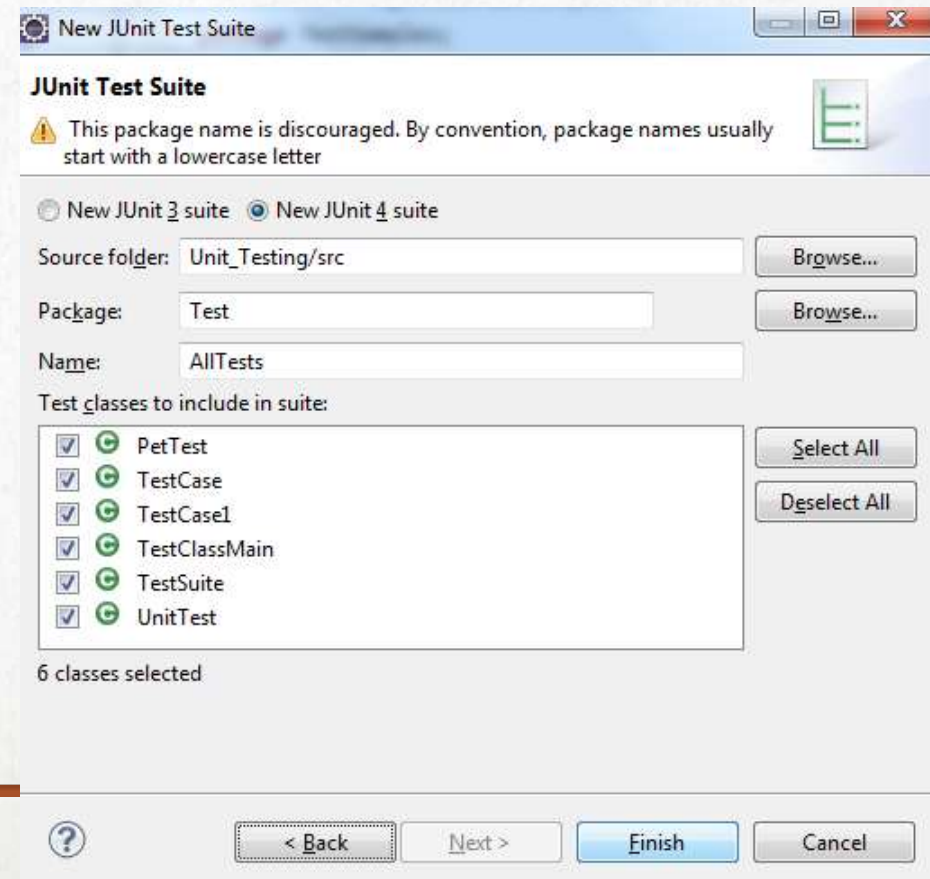 New JUnit Test Suite
JUnit Test Suite
This package name is discouraged. By convention, package names usually
start with a lowercase letter
New JUnit 3 suite New JUnit 4 suite
Source folder: Unit_Testing/src Browse...
Package: Test Browse...
Name: AllTests
Test classes to include in suite:
PetTest Select All
TestCase
TestCase1 Deselect All
TestClassMain
TestSuite
UnitTest
6 classes selected
? < Back Next > Finish Cancel